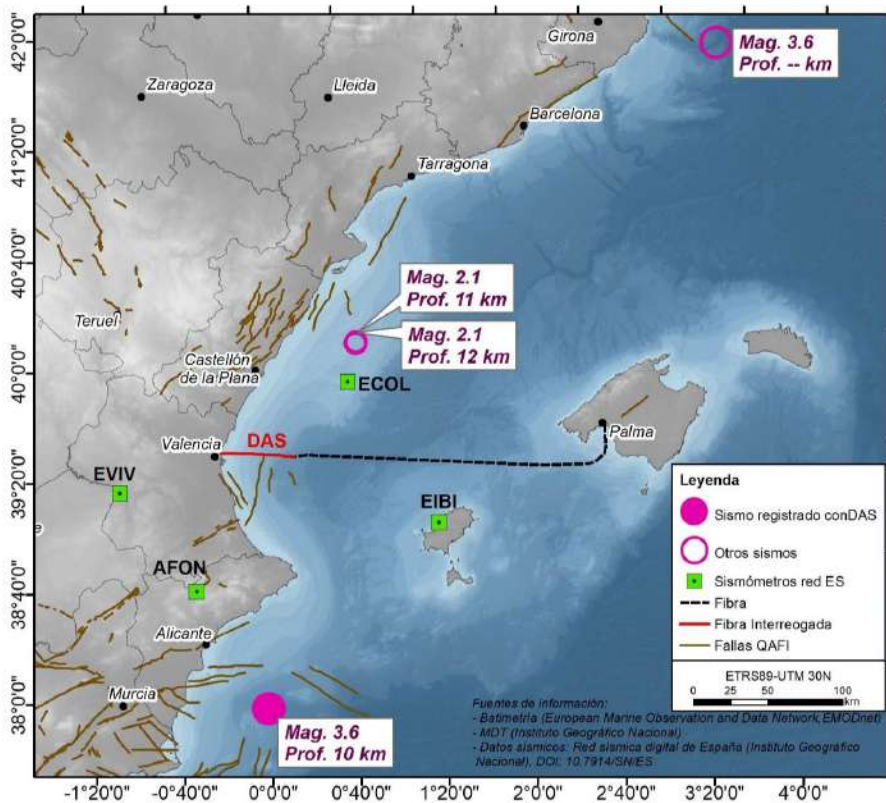 42°0'0"
41°20'0"
40°40'0"
40°0'0"
39°20'0"
38°40'0"
38°0'0"
Girona
Mag. 3.6
Prof. -- km
Zaragoza
Lleida
Barcelona
Tarragona
Mag. 2.1
Prof. 11 km
Teruel
Mag. 2.1
Prof. 12 km
Castellón
de la Plana
ECOL
Valencia
DAS
Palma
EVIV
EIBI
AFON
Alicante
Murcia
Mag. 3.6
Prof. 10 km
Leyenda
Sismo registrado conDAS
Otros sismos
Sismómetros red ES
Fibra
Fibra Interreogada
Fallas QAFI
ETRS89-UTM 30N
0 25 50 100
km
Fuentes de información:
- Batimetría (European Marine Observation and Data Network, EMODnet)
- MDT (Instituto Geográfico Nacional)
- Datos sísmicos: Red sísmica digital de España (Instituto Geográfico
Nacional). DOI: 10.7914/SN/ES
-1°20'0" -0°40'0" 0°0'0" 0°40'0" 1°20'0" 2°0'0" 2°40'0" 3°20'0" 4°0'0"